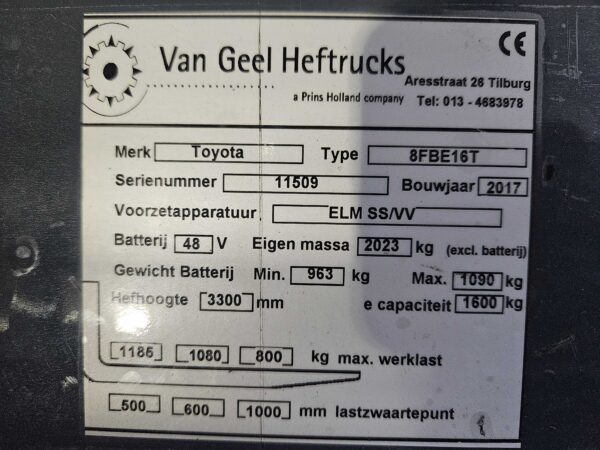 CE
Van Geel Heftrucks
Aresstraat 26 Tilburg
a Prins Holland company Tel: 013 - 4683978
Merk Toyota Type 8FBE16T
Serienummer 11509 Bouwjaar 2017
Voorzetapparatuur ELM SS/VV
Batterij 48 V Eigen massa 2023 kg (excl. batterij)
Gewicht Batterij Min. 963 kg Max. 1090 kg
Hefhoogte 3300 mm e capaciteit 1600 kg
1185 1080 800 kg max. werklast
500 600 1000 mm lastzwaartepunt